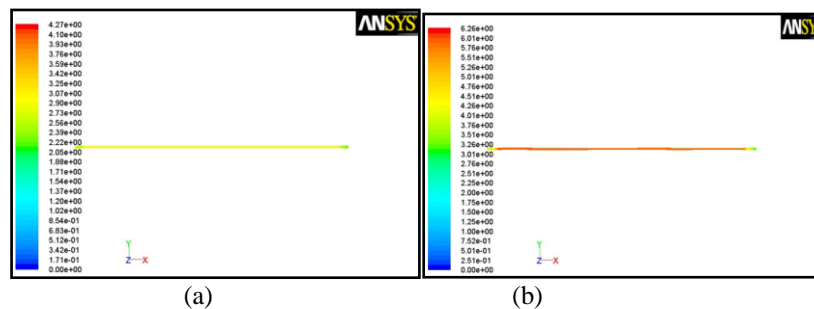 4.27e+00
4.10e+00
3.93e+00
3.76e+00
3.59e+00
3.42e+00
3.24e+00
3.07e+00
2.90e+00
2.73e+00
2.56e+00
2.39e+00
2.22e+00
2.05e+00
1.88e+00
1.71e+00
1.54e+00
1.37e+00
1.20e+00
1.02e+00
8.54e-01
6.83e-01
5.12e-01
3.42e-01
1.71e-01
0.00e+00
ANSYS
Y
Z X
(a)
6.26e+00
6.01e+00
5.76e+00
5.51e+00
5.26e+00
5.01e+00
4.76e+00
4.51e+00
4.26e+00
4.01e+00
3.76e+00
3.51e+00
3.26e+00
3.01e+00
2.76e+00
2.51e+00
2.25e+00
2.00e+00
1.75e+00
1.50e+00
1.25e+00
1.00e+00
7.52e-01
5.01e-01
2.51e-01
0.00e+00
ANSYS
Y
Z X
(b)